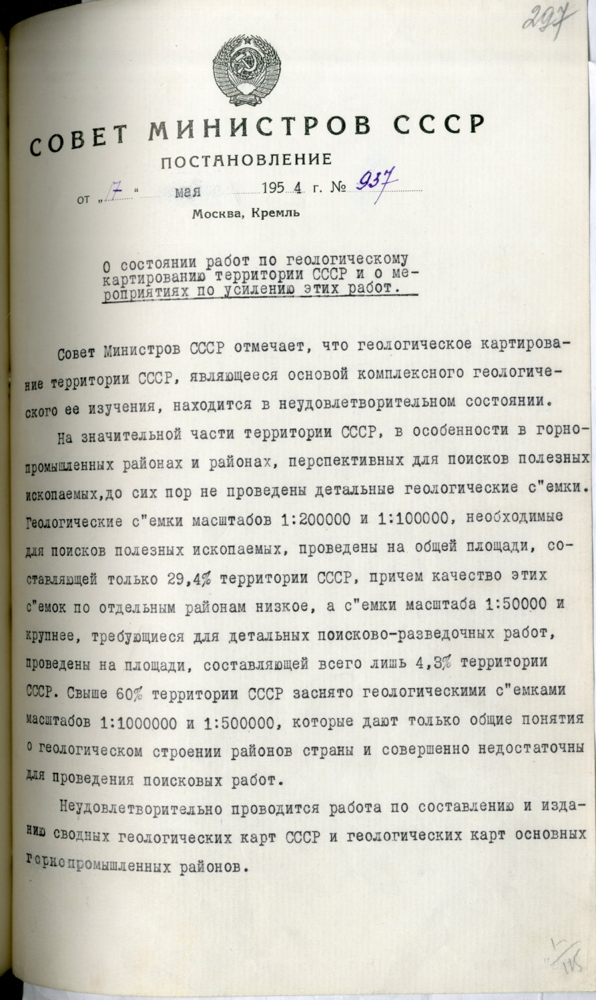 297
СОВЕТ МИНИСТРОВ СССР
ПОСТАНОВЛЕНИЕ
от „17“ мая 1954 г. № 937
Москва, Кремль
О состоянии работ по геологическому
картированию территории СССР и о ме-
роприятиях по усилению этих работ.
Совет Министров СССР отмечает, что геологическое картирова-
ние территории СССР, являющееся основой комплексного геологиче-
ского ее изучения, находится в неудовлетворительном состоянии.
На значительной части территории СССР, в особенности в горно-
промышленных районах и районах, перспективных для поисков полезных
ископаемых,до сих пор не проведены детальные геологические с"емки.
Геологические с"емки масштабов 1:200000 и 1:100000, необходимые
для поисков полезных ископаемых, проведены на общей площади, со-
ставляющей только 29,4% территории СССР, причем качество этих
с"емок по отдельным районам низкое, а с"емки масштаба 1:50000 и
крупнее, требующиеся для детальных поисково-разведочных работ,
проведены на площади, составляющей всего лишь 4,3% территории
СССР. Свыше 60% территории СССР заснято геологическими с"емками
масштабов 1:1000000 и 1:500000, которые дают только общие понятия
о геологическом строении районов страны и совершенно недостаточны
для проведения поисковых работ.
Неудовлетворительно проводится работа по составлению и изда-
нию сводных геологических карт СССР и геологических карт основных
горнопромышленных районов.